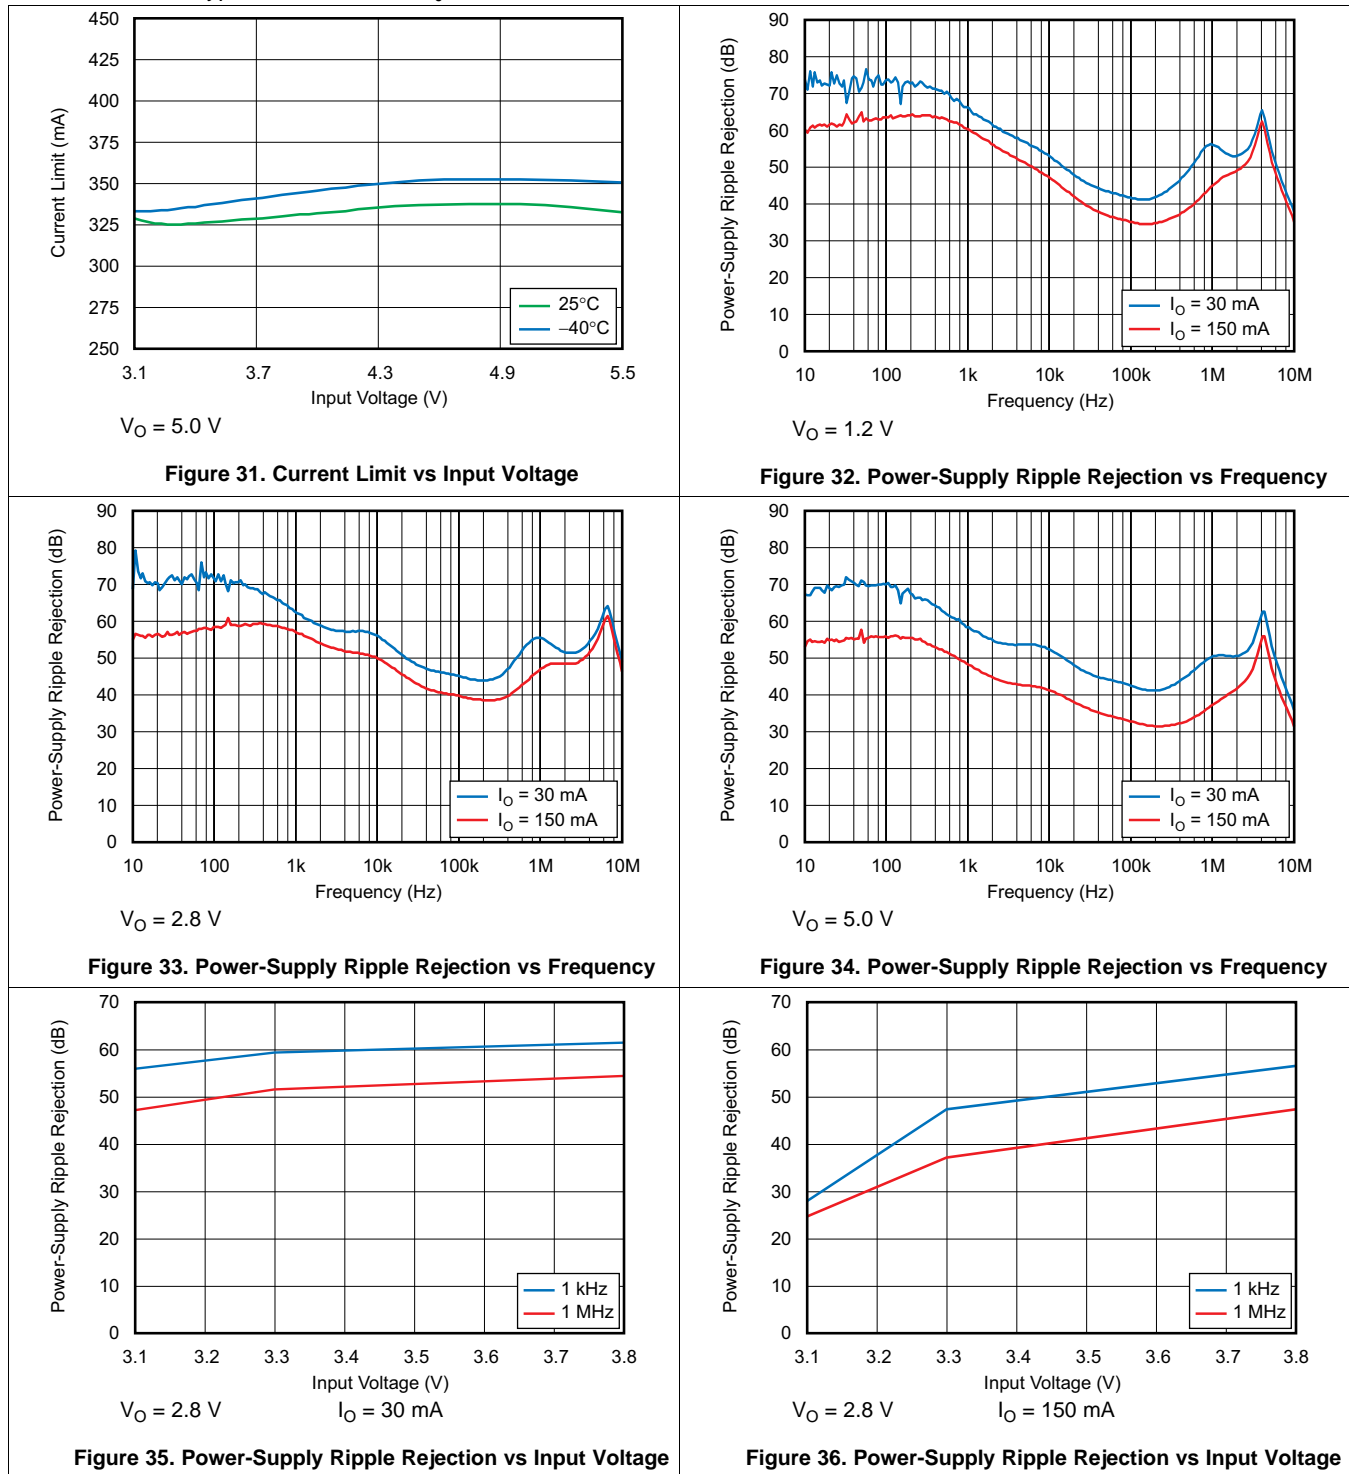 450
425
400
375
350
325
300
275
250
Current Limit (mA)
25°C
−40°C
3.1 3.7 4.3 4.9 5.5
Input Voltage (V)
VO = 5.0 V
Figure 31. Current Limit vs Input Voltage
90
80
70
60
50
40
30
20
10
0
Power-Supply Ripple Rejection (dB)
IO = 30 mA
IO = 150 mA
10 100 1k 10k 100k 1M 10M
Frequency (Hz)
VO = 1.2 V
Figure 32. Power-Supply Ripple Rejection vs Frequency
90
80
70
60
50
40
30
20
10
0
Power-Supply Ripple Rejection (dB)
IO = 30 mA
IO = 150 mA
10 100 1k 10k 100k 1M 10M
Frequency (Hz)
VO = 2.8 V
Figure 33. Power-Supply Ripple Rejection vs Frequency
90
80
70
60
50
40
30
20
10
0
Power-Supply Ripple Rejection (dB)
IO = 30 mA
IO = 150 mA
10 100 1k 10k 100k 1M 10M
Frequency (Hz)
VO = 5.0 V
Figure 34. Power-Supply Ripple Rejection vs Frequency
70
60
50
40
30
20
10
0
Power-Supply Ripple Rejection (dB)
1 kHz
1 MHz
3.1 3.2 3.3 3.4 3.5 3.6 3.7 3.8
Input Voltage (V)
VO = 2.8 V IO = 30 mA
Figure 35. Power-Supply Ripple Rejection vs Input Voltage
70
60
50
40
30
20
10
0
Power-Supply Ripple Rejection (dB)
1 kHz
1 MHz
3.1 3.2 3.3 3.4 3.5 3.6 3.7 3.8
Input Voltage (V)
VO = 2.8 V IO = 150 mA
Figure 36. Power-Supply Ripple Rejection vs Input Voltage